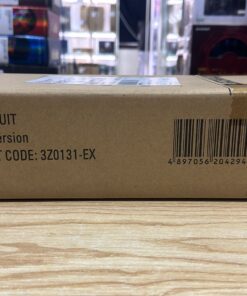 UIT
ersion
T CODE: 3Z0131-EX
4 897056 204294